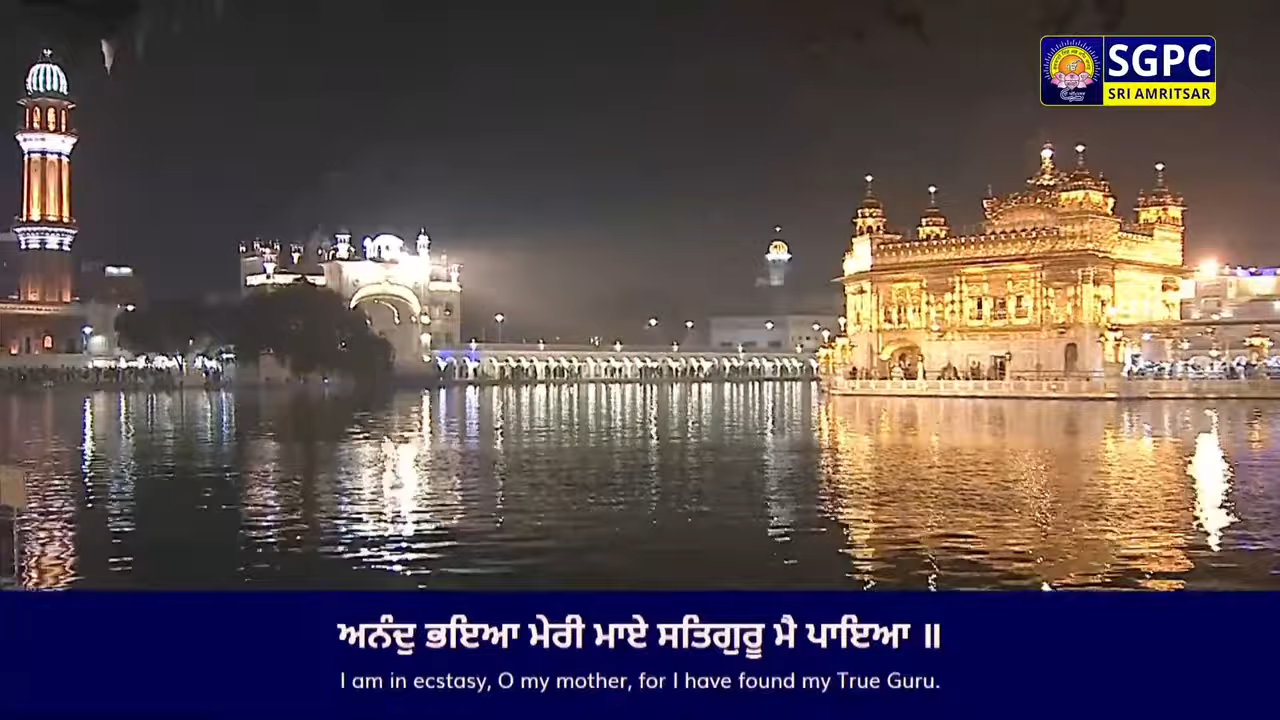 SGPC
SRI AMRITSAR
ਅਨੰਦੁ ਭਇਆ ਮੇਰੀ ਮਾਏ ਸਤਿਗੁਰੂ ਮੈ ਪਾਇਆ ॥
I am in ecstasy, O my mother, for I have found my True Guru.